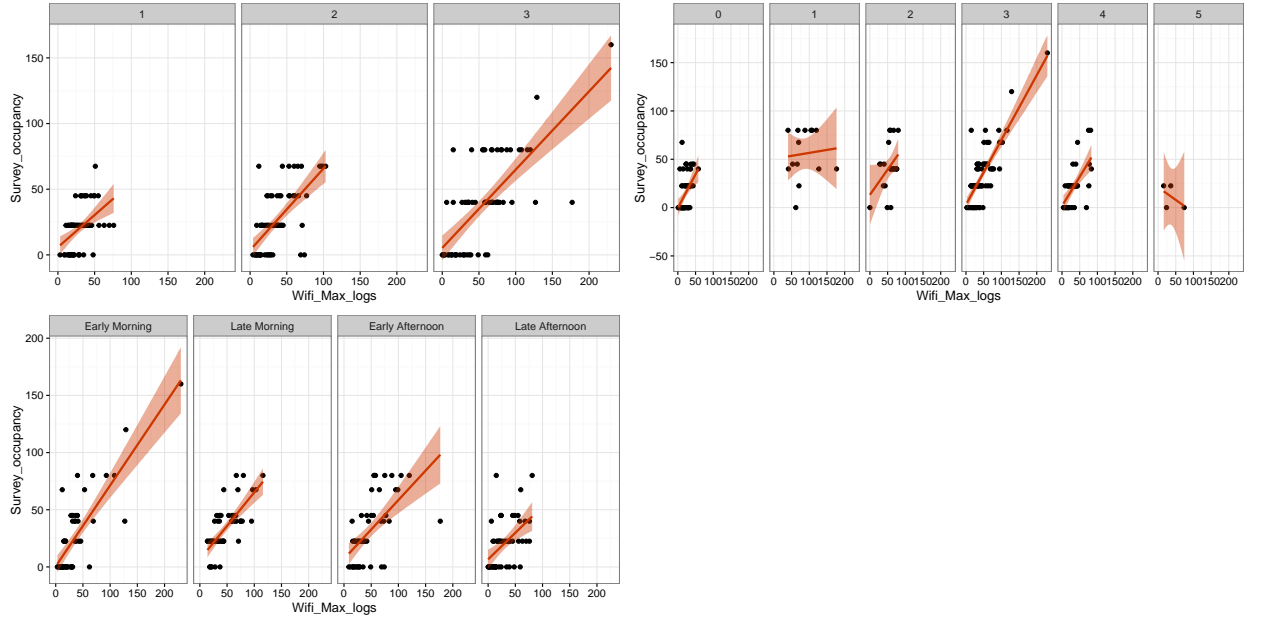 1 2 3
150
100
50
0
Survey_occupancy
0 50 100 150 200 0 50 100 150 200 0 50 100 150 200
Wifi_Max_logs
0 1 2 3 4 5
150
100
50
0
−50
Survey_occupancy
0 50 100150200 0 50 100150200 0 50 100150200 0 50 100150200 0 50 100150200 0 50 100150200
Wifi_Max_logs
Early Morning Late Morning Early Afternoon Late Afternoon
200
150
100
50
0
Survey_occupancy
0 50 100 150 200 0 50 100 150 200 0 50 100 150 200 0 50 100 150 200
Wifi_Max_logs